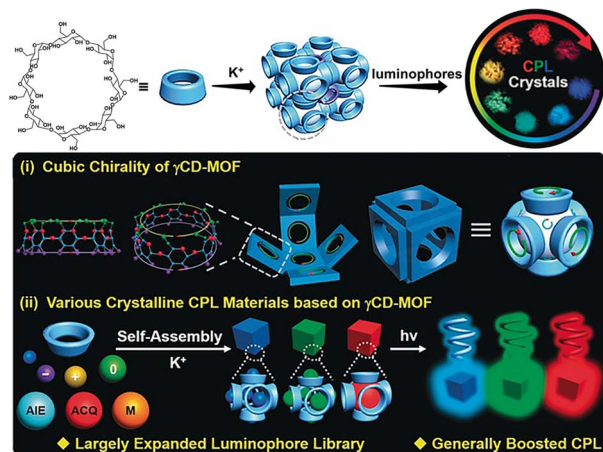 K⁺
luminophores
CPL
Crystals
≡
(i) Cubic Chirality of γCD-MOF
≡
(ii) Various Crystalline CPL Materials based on γCD-MOF
Self-Assembly
K⁺
hν
− + 0
AIE ACQ M
◆ Largely Expanded Luminophore Library ◆ Generally Boosted CPL